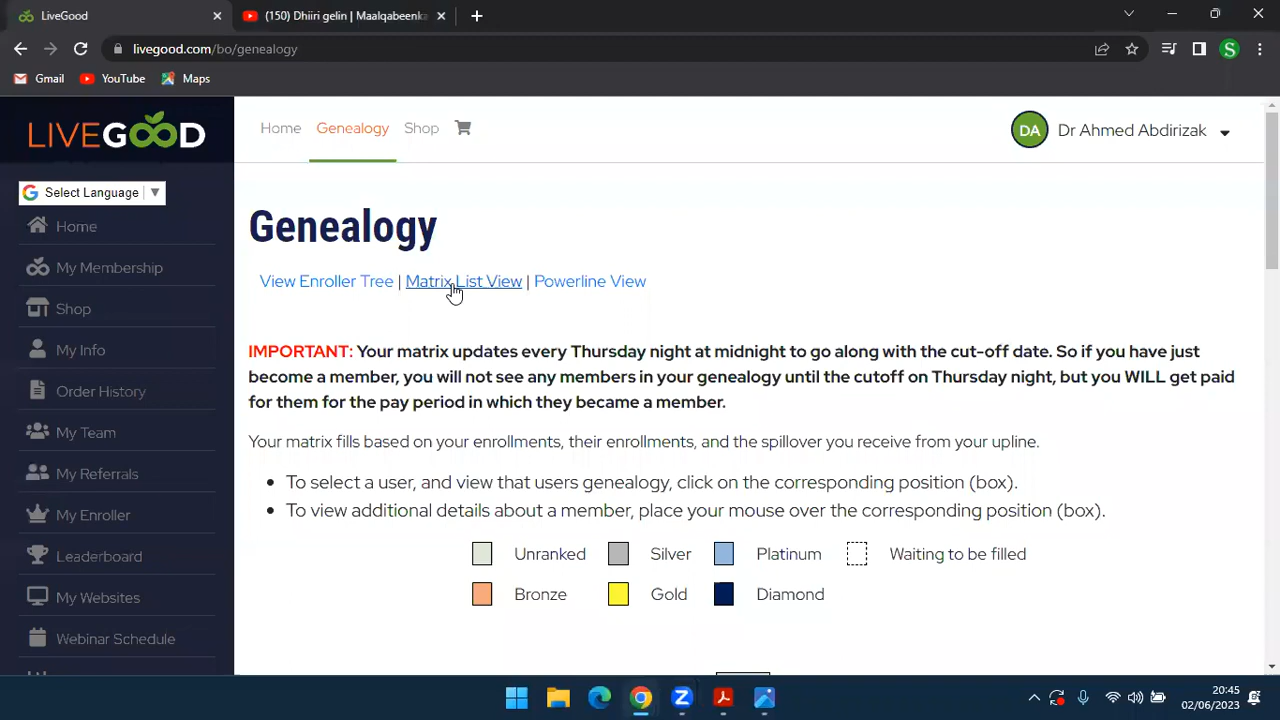 LiveGood
(150) Dhiiri gelin | Maalqabeenka
livegood.com/bo/genealogy
S
Gmail YouTube Maps
LIVEGOOD
Home Genealogy Shop
DA Dr Ahmed Abdirizak
G Select Language ▼
Home
My Membership
Shop
My Info
Order History
My Team
My Referrals
My Enroller
Leaderboard
My Websites
Webinar Schedule
Genealogy
View Enroller Tree | Matrix List View | Powerline View
IMPORTANT: Your matrix updates every Thursday night at midnight to go along with the cut-off date. So if you have just
become a member, you will not see any members in your genealogy until the cutoff on Thursday night, but you WILL get paid
for them for the pay period in which they became a member.
Your matrix fills based on your enrollments, their enrollments, and the spillover you receive from your upline.
• To select a user, and view that users genealogy, click on the corresponding position (box).
• To view additional details about a member, place your mouse over the corresponding position (box).
Unranked Silver Platinum Waiting to be filled
Bronze Gold Diamond
20:45
02/06/2023